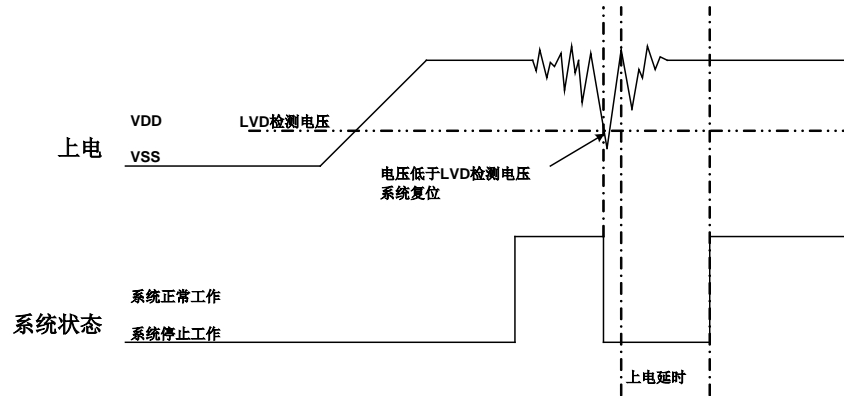 VDD
LVD检测电压
上电
VSS
电压低于LVD检测电压
系统复位
系统正常工作
系统状态
系统停止工作
上电延时